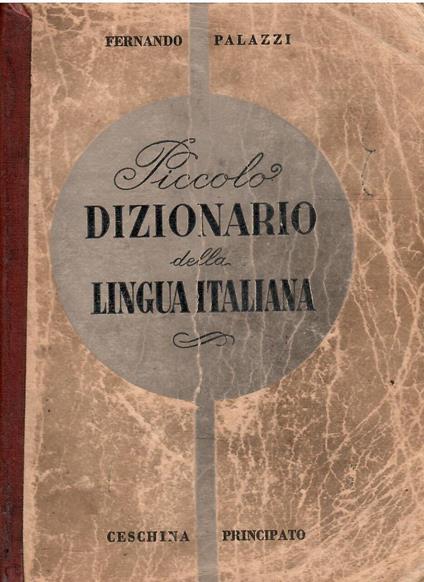 FERNANDO PALAZZI
Piccolo
DIZIONARIO
della
LINGUA ITALIANA
CESCHINA PRINCIPATO